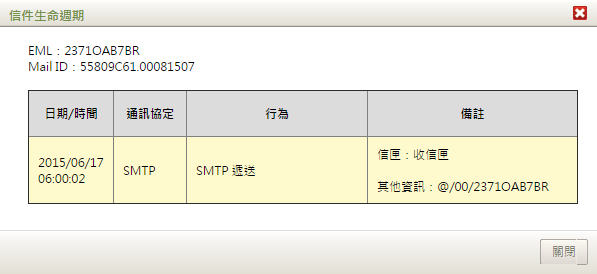 信件生命週期
EML：2371OAB7BR
Mail ID：55809C61.00081507
日期/時間 通訊協定 行為 備註
2015/06/17
06:00:02
SMTP
SMTP 遞送
信匣：收信匣
其他資訊：@/00/2371OAB7BR
關閉